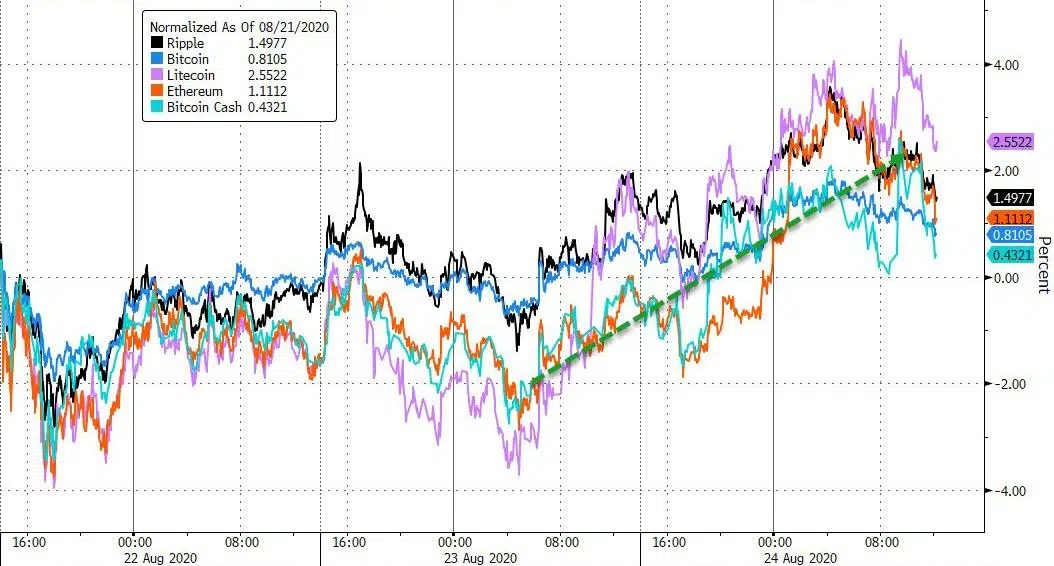 Normalized As Of 08/21/2020
Ripple 1.4977
Bitcoin 0.8105
Litecoin 2.5522
Ethereum 1.1112
Bitcoin Cash 0.4321
4.00
2.5522
2.00
1.4977
1.1112
0.8105
0.4321
0.00
-2.00
-4.00
Percent
16:00 00:00 08:00 16:00 00:00 08:00 16:00 00:00 08:00
22 Aug 2020 23 Aug 2020 24 Aug 2020